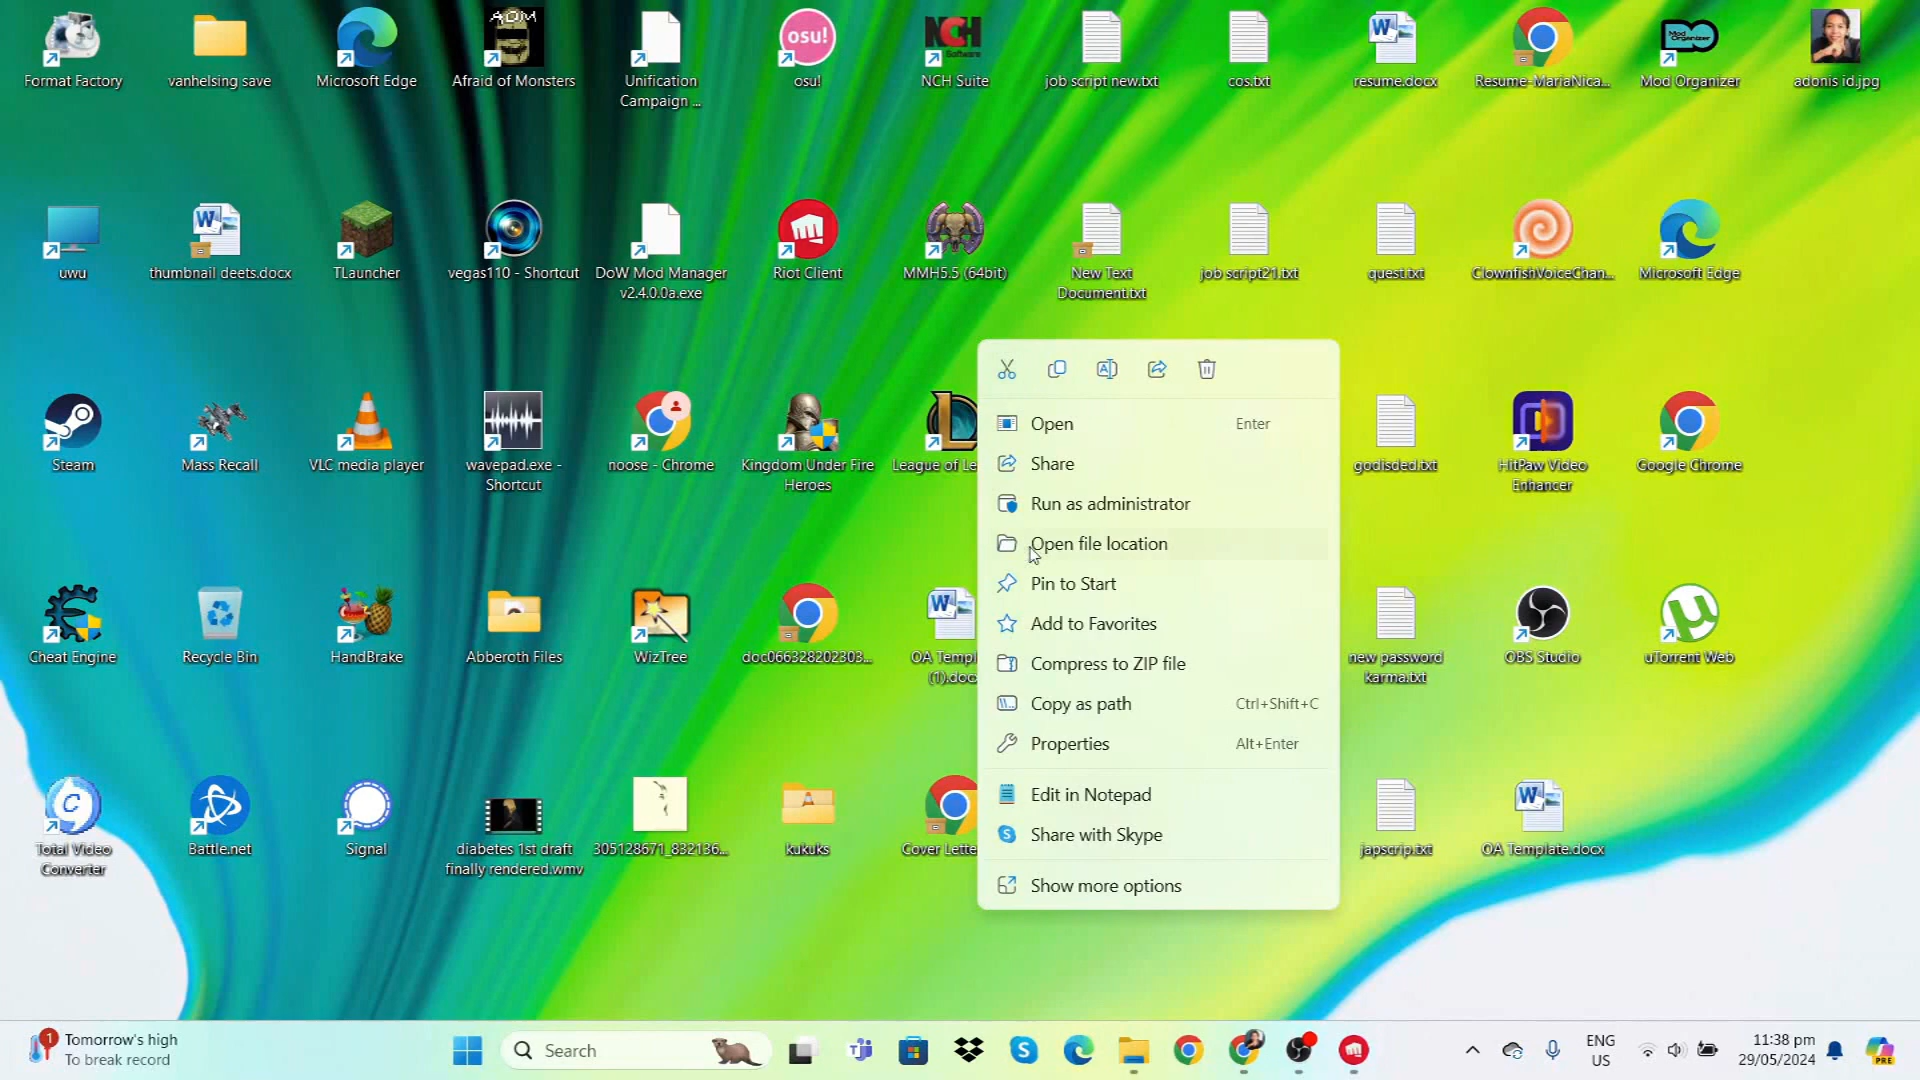 AOM
osu!
NCH
Software
Mod
Organizer
Format Factory
vanhelsing save
Microsoft Edge
Afraid of Monsters
Unification
Campaign ...
osu!
NCH Suite
job script new.txt
cos.txt
resume.docx
Resume-MariaNica...
Mod Organizer
adonis id.jpg
uwu
thumbnail deets.docx
TLauncher
vegas110 - Shortcut
DoW Mod Manager
v2.4.0.0a.exe
Riot Client
MMH5.5 (64bit)
New Text
Document.txt
job script21.txt
quest.txt
ClownfishVoiceChan...
Microsoft Edge
Steam
Mass Recall
VLC media player
wavepad.exe -
Shortcut
noose - Chrome
Kingdom Under Fire
Heroes
League of Le
godisded.txt
HitPaw Video
Enhancer
Google Chrome
Cheat Engine
Recycle Bin
HandBrake
Abberoth Files
WizTree
doc066328202303...
OA Templ
(1).doc
new password
karma.txt
OBS Studio
uTorrent Web
Total Video
Converter
Battle.net
Signal
diabetes 1st draft
finally rendered.wmv
305128671_832136...
kukuks
Cover Lette
japscrip.txt
OA Template.docx
Open Enter
Share
Run as administrator
Open file location
Pin to Start
Add to Favorites
Compress to ZIP file
Copy as path Ctrl+Shift+C
Properties Alt+Enter
Edit in Notepad
Share with Skype
Show more options
1
Tomorrow's high
To break record
Search
ENG
US
11:38 pm
29/05/2024
PRE